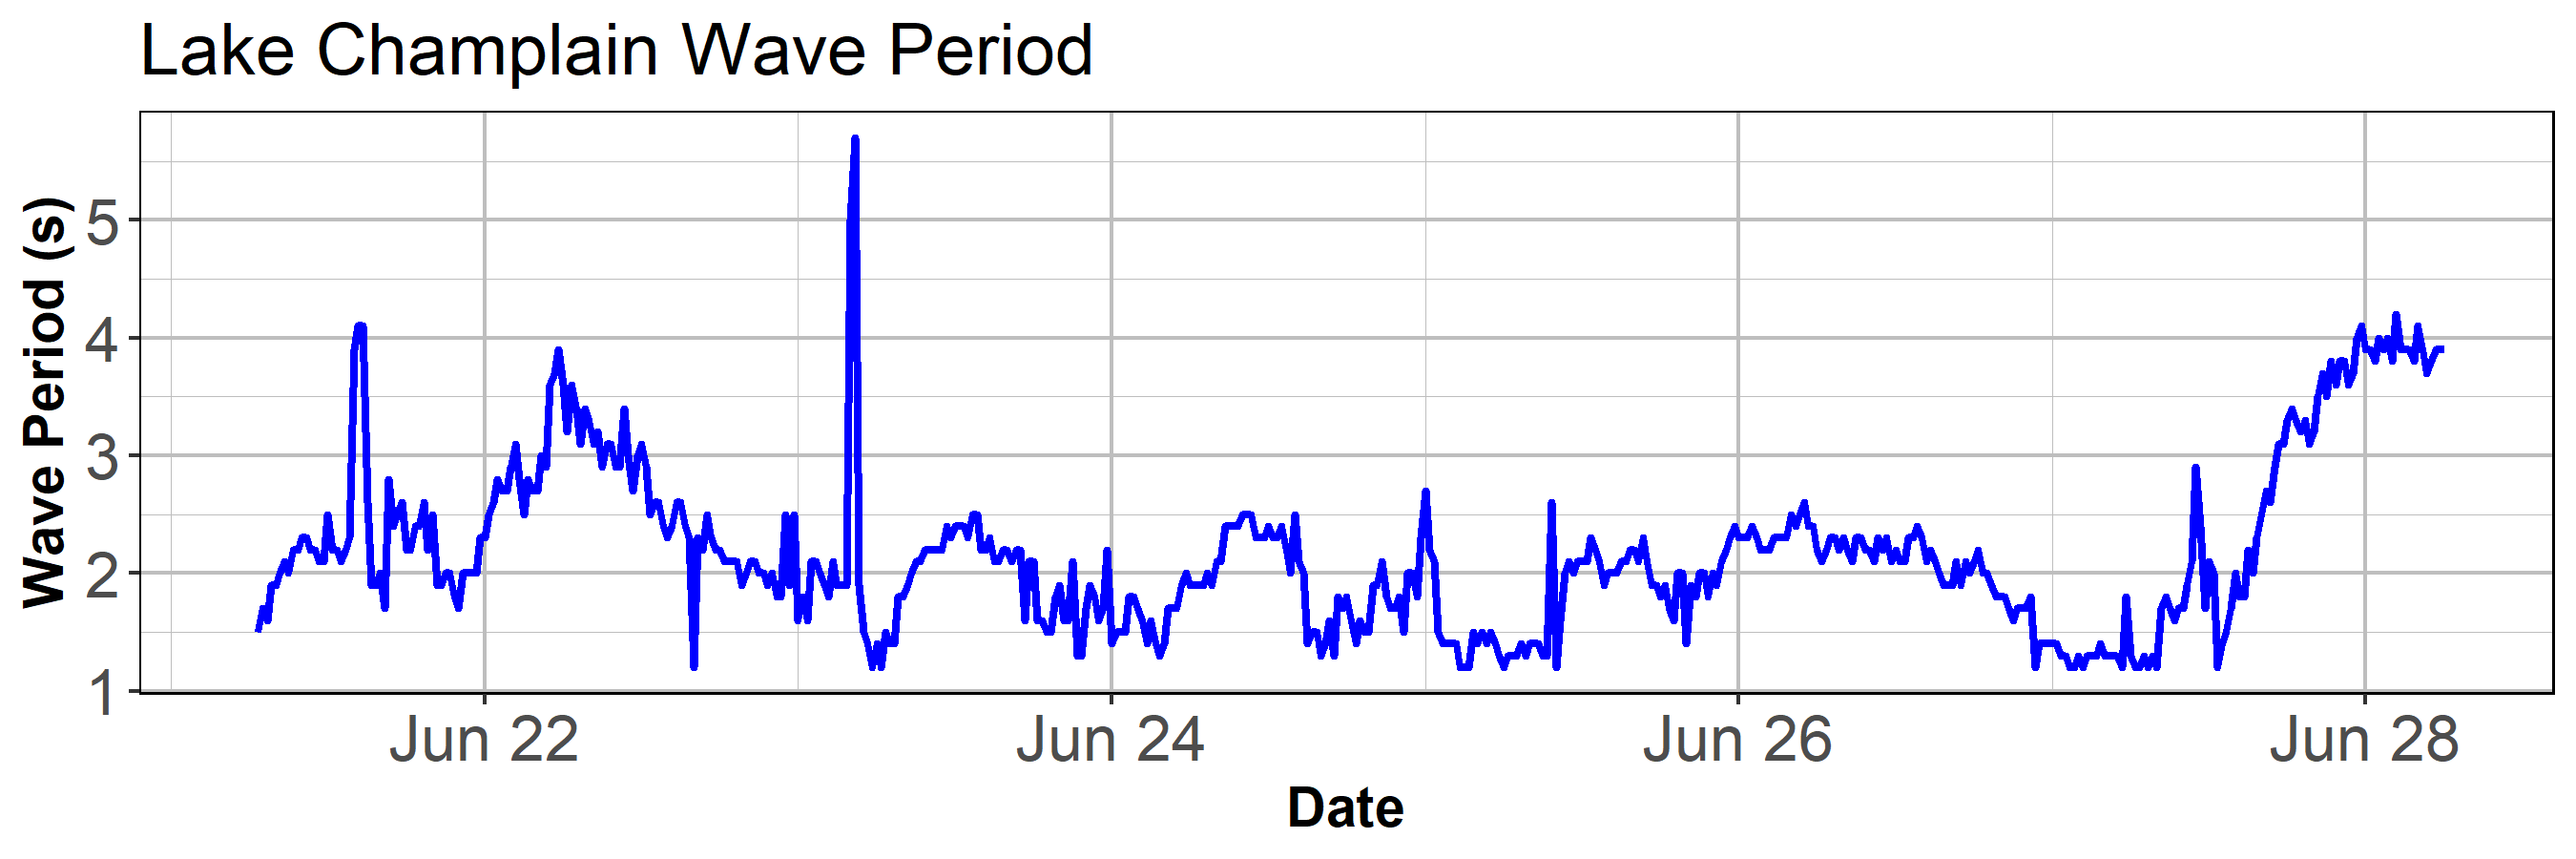 Lake Champlain Wave Period
Wave Period (s)
5
4
3
2
1
Jun 22
Jun 24
Jun 26
Jun 28
Date